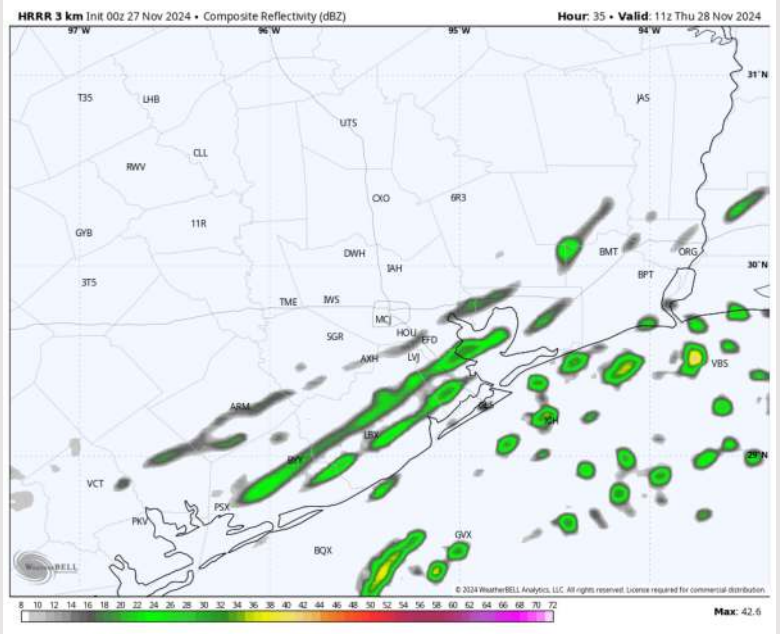 HRRR 3 km Init 00z 27 Nov 2024 • Composite Reflectivity (dBZ) Hour: 35 • Valid: 11z Thu 28 Nov 2024
97°W 96°W 95°W 94°W
31°N
T35 LHB JAS
UTS
CLL
RWV
CXO 6R3
11R
GYB
DWH BMT ORG
IAH 30°N
BPT
3T5
TME IWS
MCJ
SGR HOU EFD
AXH LVJ VBS
ARM GLS
LBX
BYY 29°N
VCT
PSX
PKV
BQX GVX
WeatherBELL
© 2024 WeatherBELL Analytics, LLC. All rights reserved. License required for commercial distribution.
8 10 12 14 16 18 20 22 24 26 28 30 32 34 36 38 40 42 44 46 48 50 52 54 56 58 60 62 64 66 68 70 72 Max: 42.6